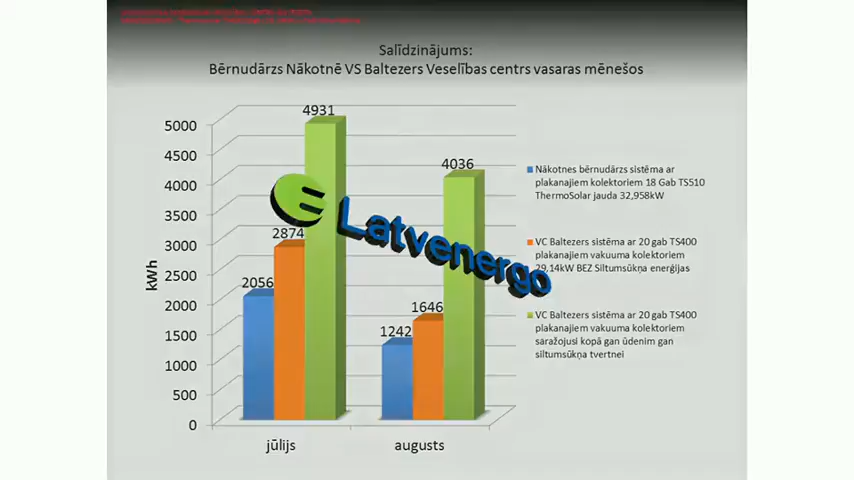 Salīdzinājums:
Bērnudārzs Nākotnē VS Baltezers Veselības centrs vasaras mēnešos
4931
5000
4500
4036
4000
3500
2874
3000
2500
2056
2000
1646
1500
1242
1000
500
0
kWh
jūlijs
augusts
Latvenergo
Nākotnes bērnudārzs sistēma ar
plakanajiem kolektoriem 18 Gab TS510
ThermoSolar jauda 32,958kW
VC Baltezers sistēma ar 20 gab TS400
plakanajiem vakuuma kolektoriem
29,14kW BEZ Siltumsūkņa enerģijas
VC Baltezers sistēma ar 20 gab TS400
plakanajiem vakuuma kolektoriem
saražojusi kopā gan ūdenim gan
siltumsūkņa tvertnei